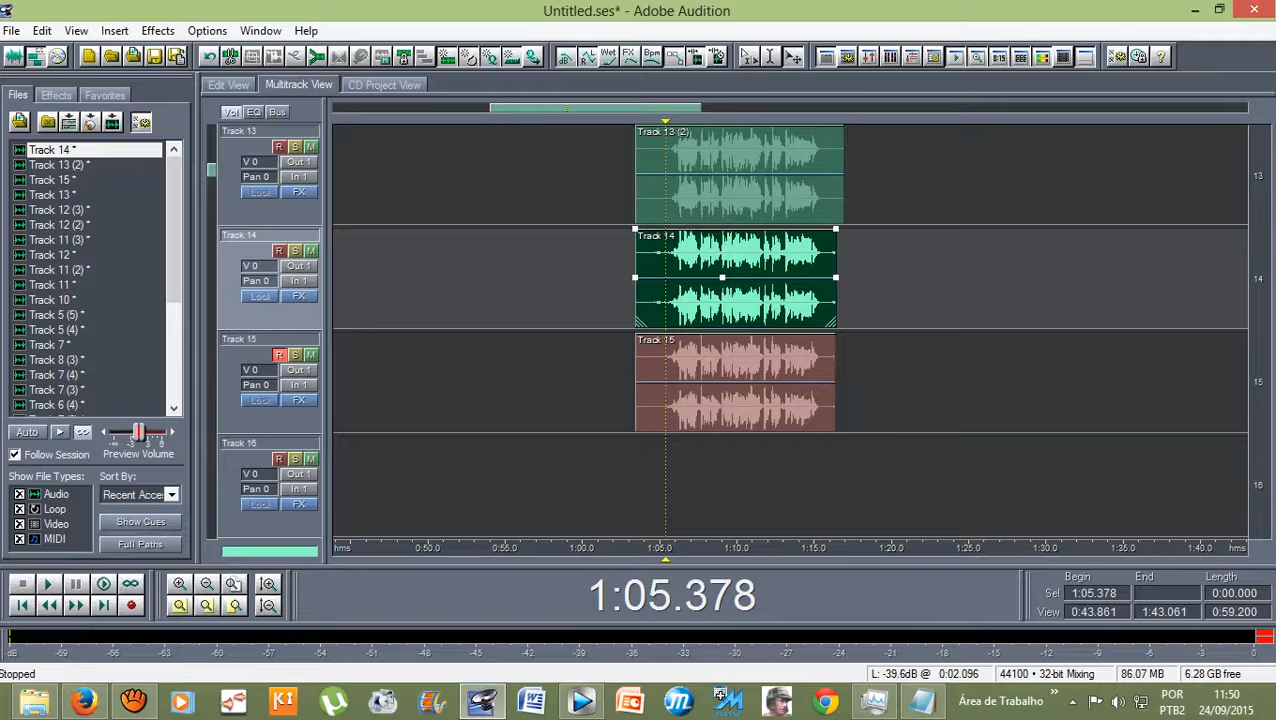 Untitled.ses* - Adobe Audition
File Edit View Insert Effects Options Window Help
Edit View Multitrack View CD Project View
Files Effects Favorites
Track 14 *
Track 13 (2) *
Track 15 *
Track 13 *
Track 12 (3) *
Track 12 (2) *
Track 11 (3) *
Track 12 *
Track 11 (2) *
Track 11 *
Track 10 *
Track 5 (5) *
Track 5 (4) *
Track 7 *
Track 8 (3) *
Track 7 (4) *
Track 7 (3) *
Track 6 (4) *
Auto
-∞ -3 3 6
Follow Session
Preview Volume
Show File Types:
Sort By:
Audio
Loop
Video
MIDI
Recent Acce
Show Cues
Full Paths
Vol EQ Bus
Track 13
R S M
V 0 Out 1
Pan 0 In 1
Lock FX
Track 14
R S M
V 0 Out 1
Pan 0 In 1
Lock FX
Track 15
R S M
V 0 Out 1
Pan 0 In 1
Lock FX
Track 16
R S M
V 0 Out 1
Pan 0 In 1
Lock FX
Track 13 (2)
Track 14
Track 15
13
14
15
16
hms 0:50.0 0:55.0 1:00.0 1:05.0 1:10.0 1:15.0 1:20.0 1:25.0 1:30.0 1:35.0 1:40.0 hms
1:05.378
Begin End Length
Sel 1:05.378 0:00.000
View 0:43.861 1:43.061 0:59.200
dB -69 -66 -63 -60 -57 -54 -51 -48 -45 -42 -39 -36 -33 -30 -27 -24 -21 -18 -15 -12 -9 -6 -3 0
Stopped
L: -39.6dB @ 0:02.096
44100 • 32-bit Mixing
86.07 MB
6.28 GB free
Área de Trabalho
POR
PTB2
11:50
24/09/2015